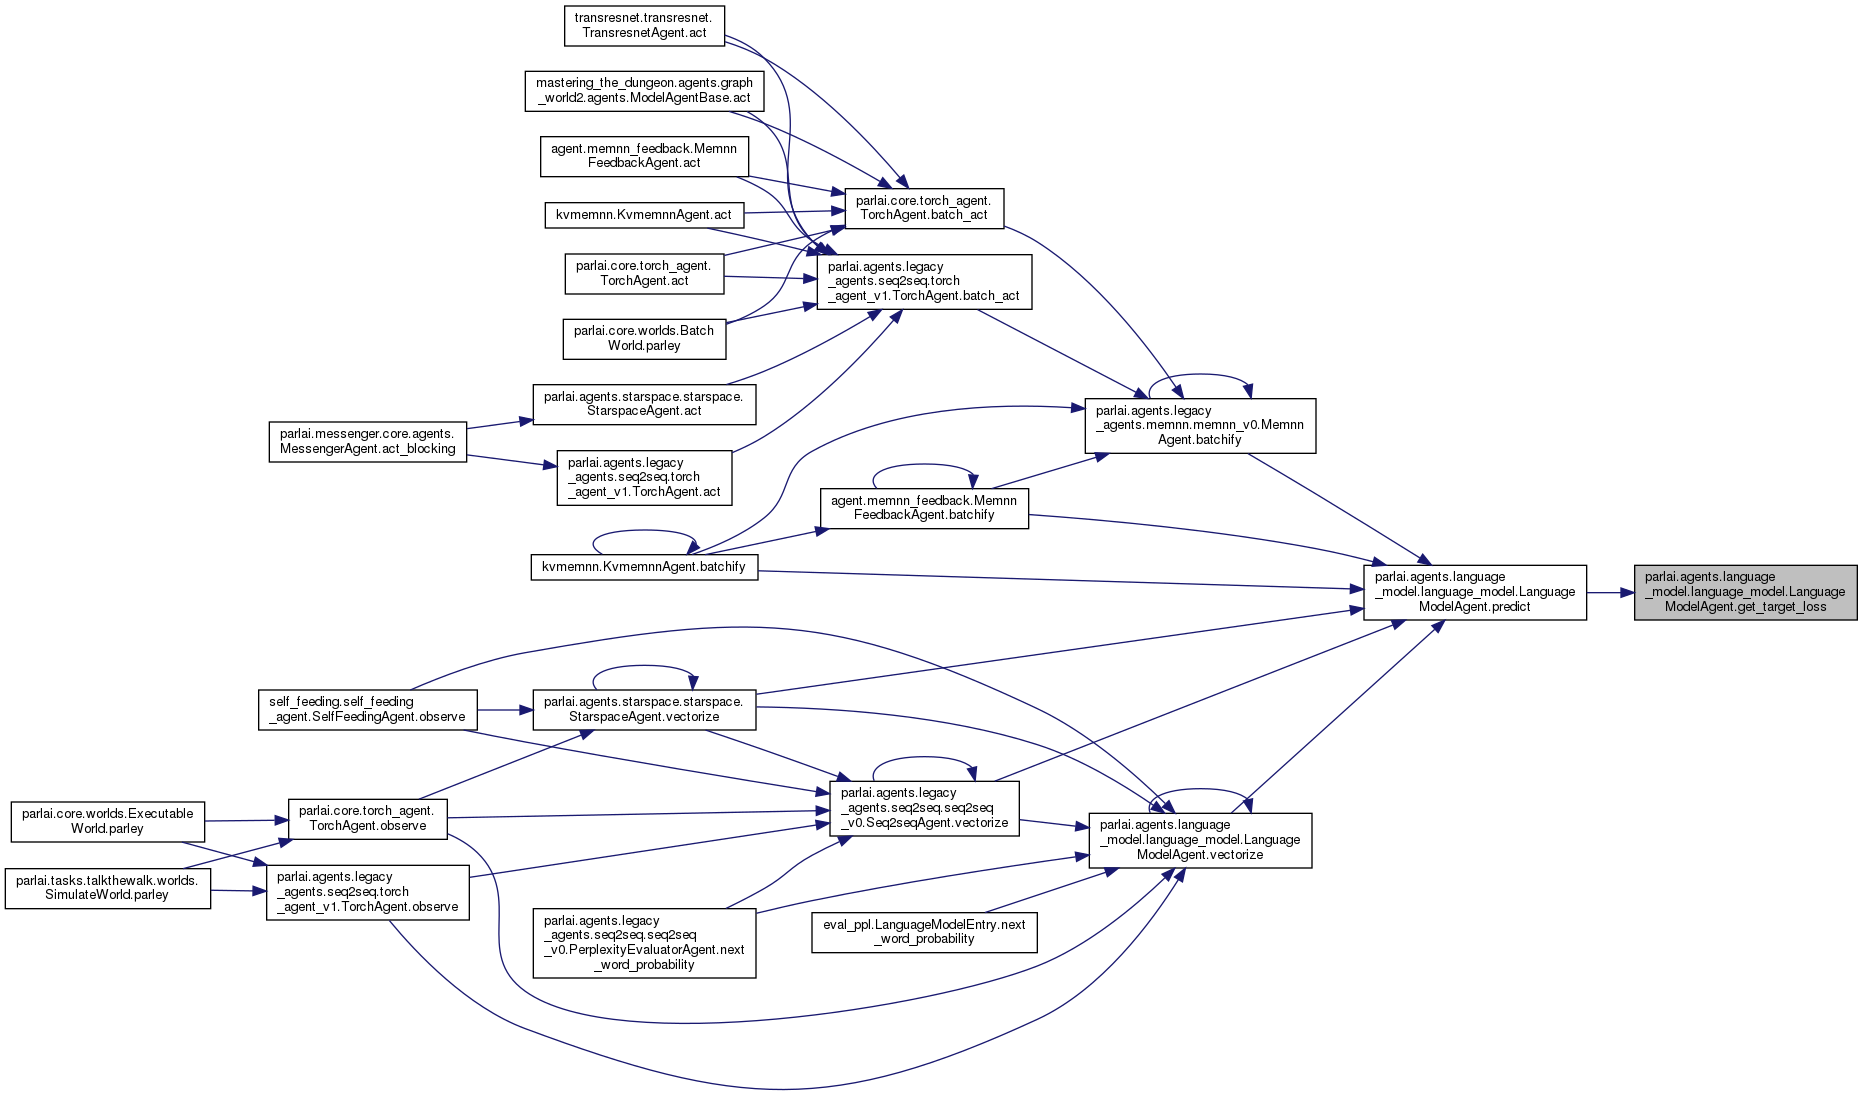 transresnet.transresnet.
TransresnetAgent.act
mastering_the_dungeon.agents.graph
_world2.agents.ModelAgentBase.act
agent.memnn_feedback.Memnn
FeedbackAgent.act
kvmemnn.KvmemnnAgent.act
parlai.core.torch_agent.
TorchAgent.act
parlai.core.worlds.Batch
World.parley
parlai.agents.starspace.starspace.
StarspaceAgent.act
parlai.messenger.core.agents.
MessengerAgent.act_blocking
parlai.agents.legacy
_agents.seq2seq.torch
_agent_v1.TorchAgent.act
parlai.core.torch_agent.
TorchAgent.batch_act
parlai.agents.legacy
_agents.seq2seq.torch
_agent_v1.TorchAgent.batch_act
parlai.agents.legacy
_agents.memnn.memnn_v0.Memnn
Agent.batchify
agent.memnn_feedback.Memnn
FeedbackAgent.batchify
kvmemnn.KvmemnnAgent.batchify
parlai.agents.language
_model.language_model.Language
ModelAgent.predict
parlai.agents.language
_model.language_model.Language
ModelAgent.get_target_loss
self_feeding.self_feeding
_agent.SelfFeedingAgent.observe
parlai.agents.starspace.starspace.
StarspaceAgent.vectorize
parlai.core.worlds.Executable
World.parley
parlai.core.torch_agent.
TorchAgent.observe
parlai.agents.legacy
_agents.seq2seq.seq2seq
_v0.Seq2seqAgent.vectorize
parlai.agents.language
_model.language_model.Language
ModelAgent.vectorize
parlai.tasks.talkthewalk.worlds.
SimulateWorld.parley
parlai.agents.legacy
_agents.seq2seq.torch
_agent_v1.TorchAgent.observe
parlai.agents.legacy
_agents.seq2seq.seq2seq
_v0.PerplexityEvaluatorAgent.next
_word_probability
eval_ppl.LanguageModelEntry.next
_word_probability